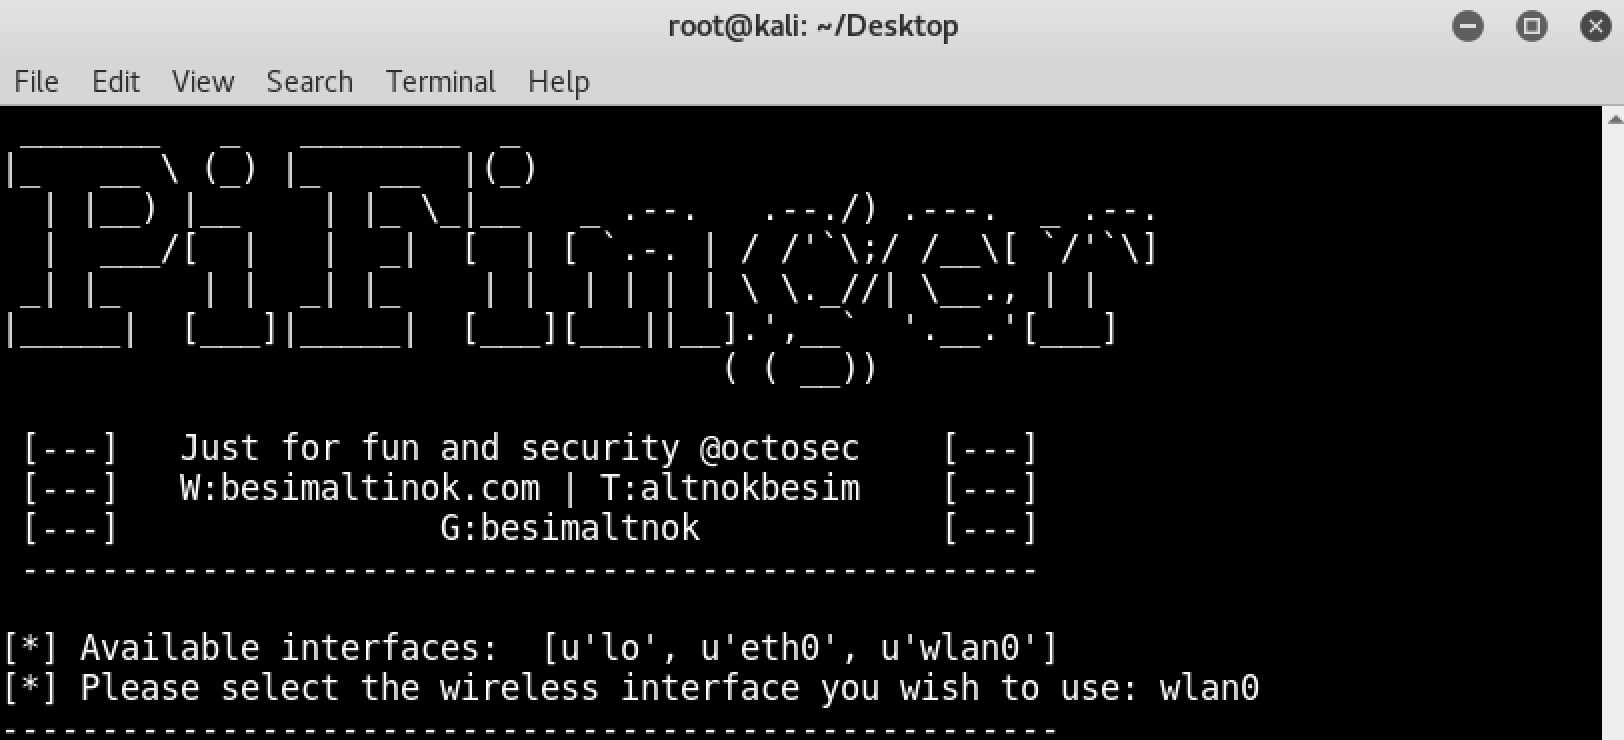 root@kali: ~/Desktop
File Edit View Search Terminal Help
PiFinger
[---] Just for fun and security @octosec [---]
[---] W:besimaltinok.com | T:altnokbesim [---]
[---] G:besimaltnok [---]
---------------------------------------------------
[*] Available interfaces:  [u'lo', u'eth0', u'wlan0']
[*] Please select the wireless interface you wish to use: wlan0
-----------------------------------------------------